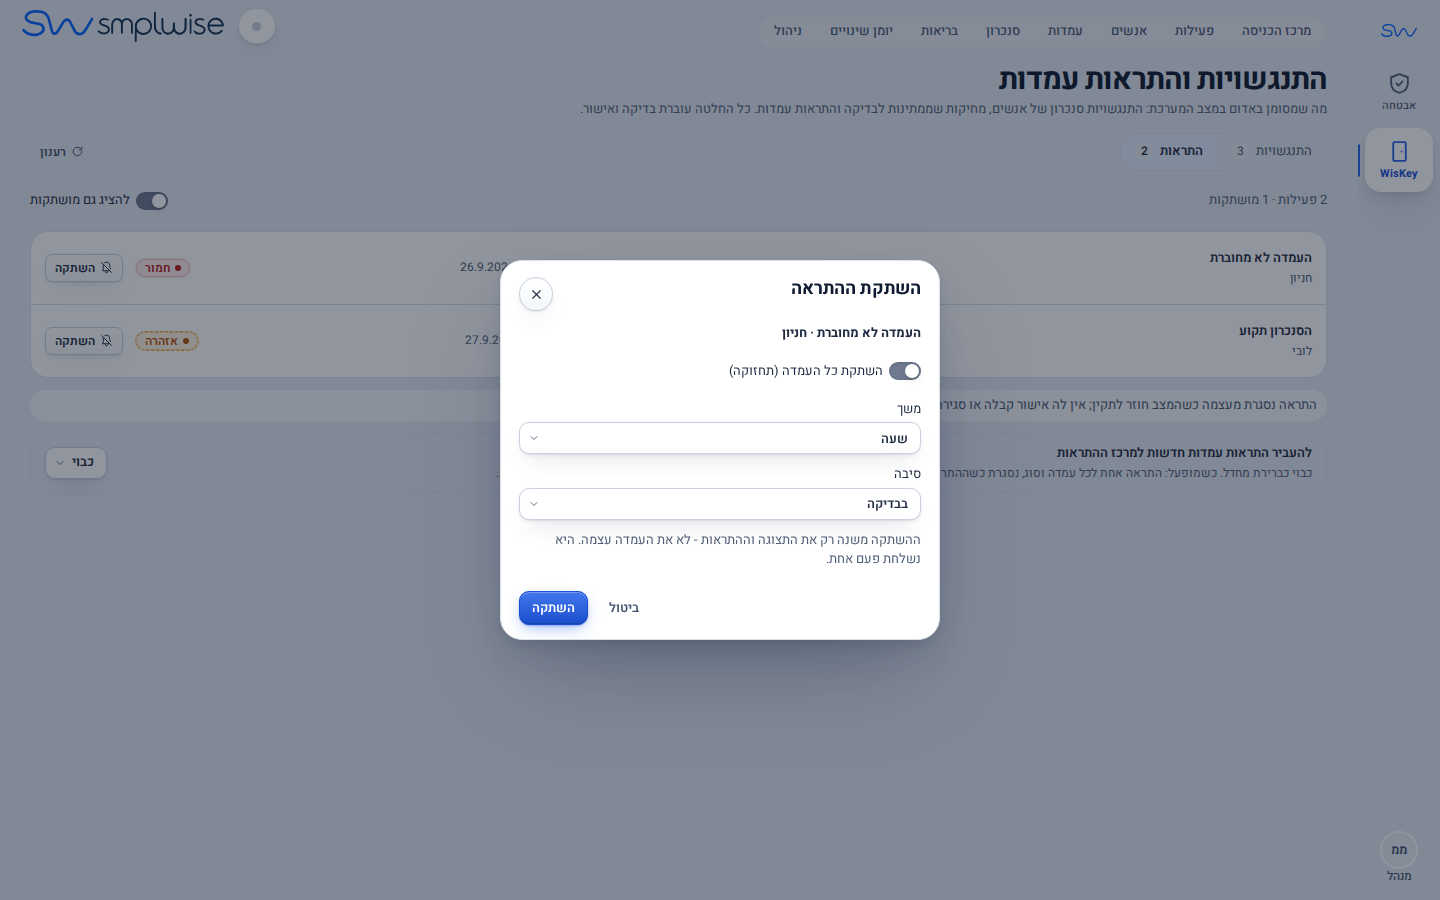 SW
מרכז הכניסה
פעילות
אנשים
עמדות
סנכרון
בריאות
יומן שינויים
ניהול
SW smplwise
אבטחה
WisKey
התנגשויות והתראות עמדות
מה שמסומן באדום במצב המערכת: התנגשויות סנכרון של אנשים, מחיקות שממתינות לבדיקה והתראות עמדות. כל החלטה עוברת בדיקה ואישור.
התנגשויות 3
התראות 2
רענון
2 פעילות · 1 מושתקות
להציג גם מושתקות
העמדה לא מחוברת
חניון
26.9.202
חמור
השתקה
הסנכרון תקוע
לובי
27.9.2
אזהרה
השתקה
התראה נסגרת מעצמה כשהמצב חוזר לתקין; אין לה אישור קבלה או
להעביר התראות עמדות חדשות למרכז ההתראות
כבוי כברירת מחדל. כשמופעל: התראה אחת לכל עמדה וסוג, נסגרת
כבוי
השתקת ההתראה
העמדה לא מחוברת · חניון
השתקת כל העמדה (תחזוקה)
משך
שעה
סיבה
בבדיקה
ההשתקה משנה רק את התצוגה וההתראות - לא את העמדה עצמה. היא
נשלחת פעם אחת.
ביטול
השתקה
ממ
מנהל